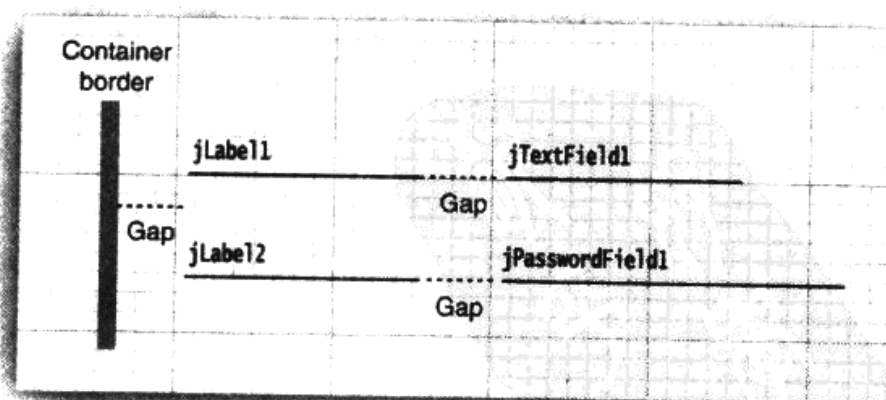 Container
border
jLabel1
jTextField1
Gap
Gap
jLabel2
jPasswordField1
Gap